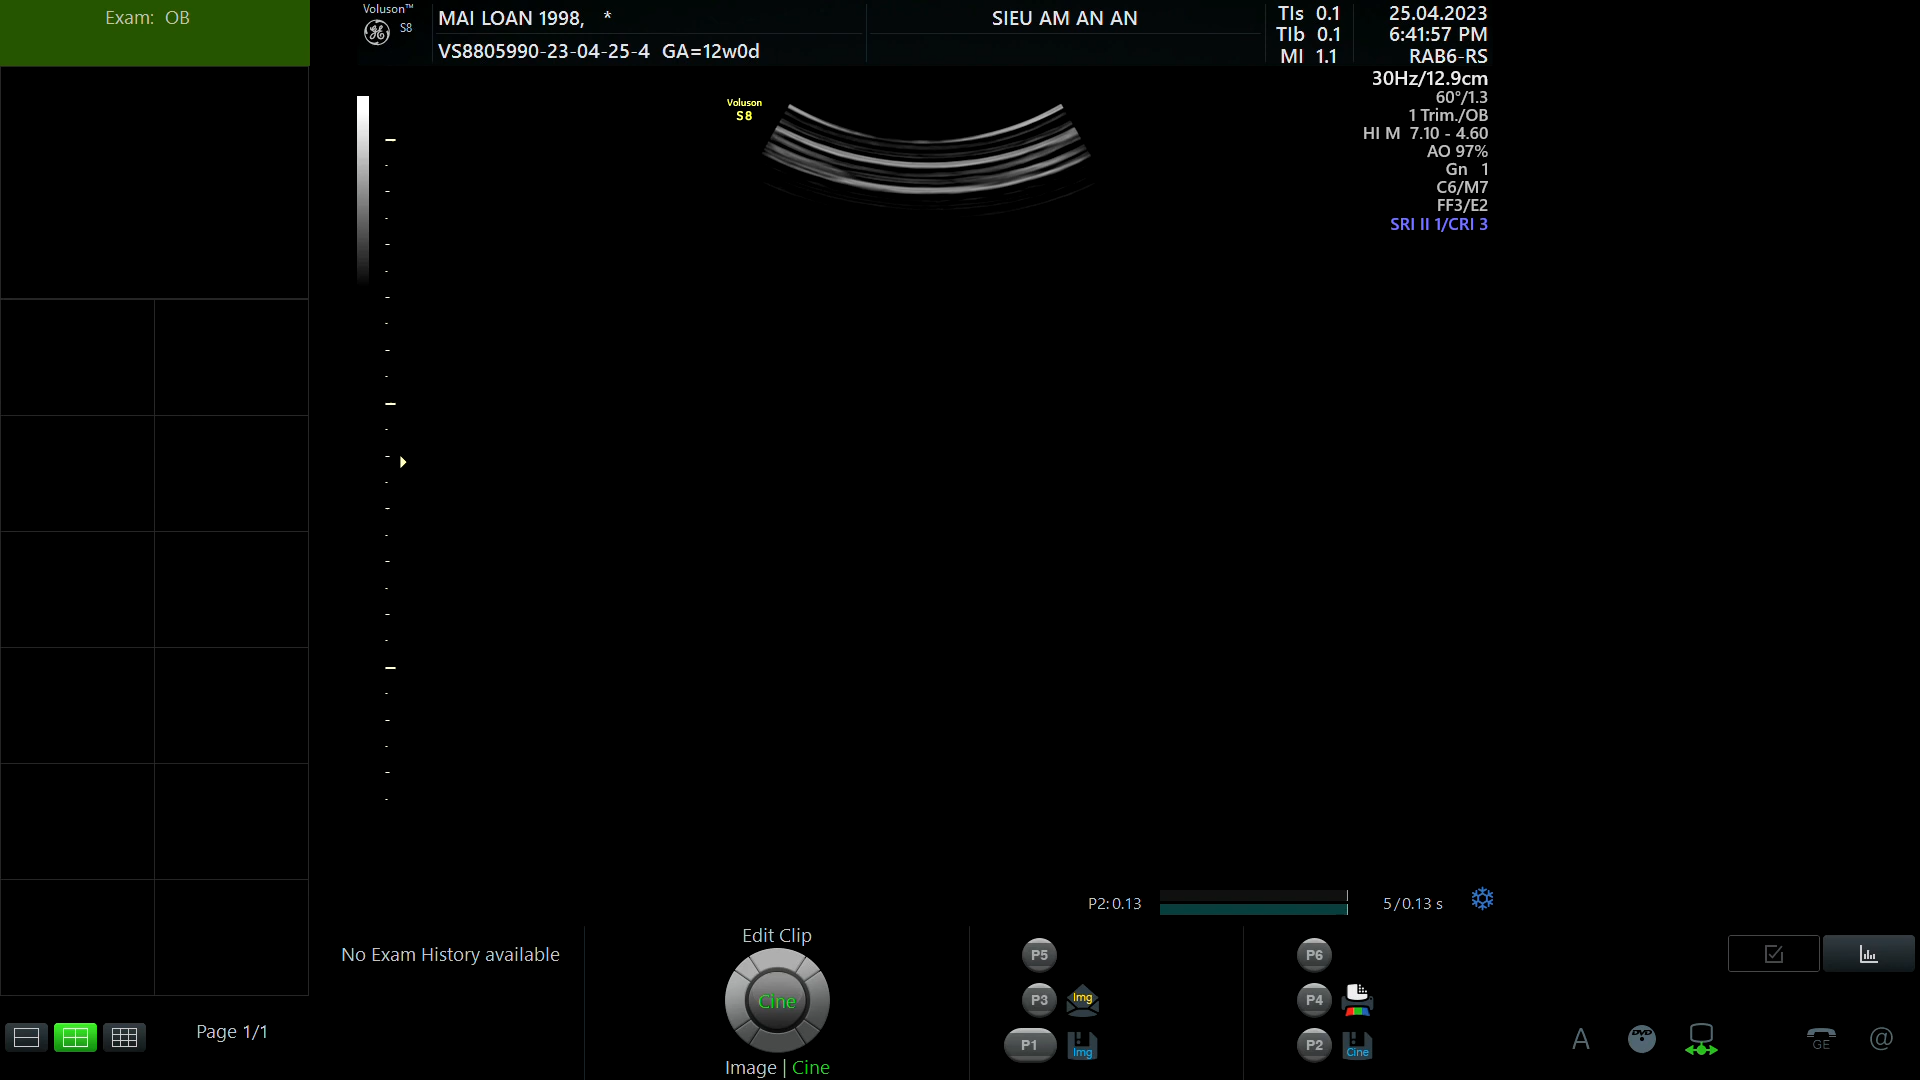 Exam: OB
Voluson™
S8
MAI LOAN 1998, *
VS8805990-23-04-25-4 GA=12w0d
SIEU AM AN AN
TIs 0.1
TIb 0.1
MI 1.1
25.04.2023
6:41:57 PM
RAB6-RS
30Hz/12.9cm
60°/1.3
1 Trim./OB
HI M 7.10 - 4.60
AO 97%
Gn 1
C6/M7
FF3/E2
SRI II 1/CRI 3
Voluson
S8
P2: 0.13
5/0.13 s
No Exam History available
Edit Clip
Cine
Image | Cine
P5
P3 Img
P1 Img
P6
P4
P2 Cine
Page 1/1
A
DVD
GE
@